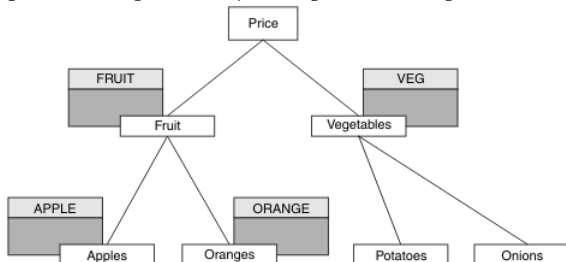 Price
FRUIT
VEG
Fruit
Vegetables
APPLE
ORANGE
Apples
Oranges
Potatoes
Onions